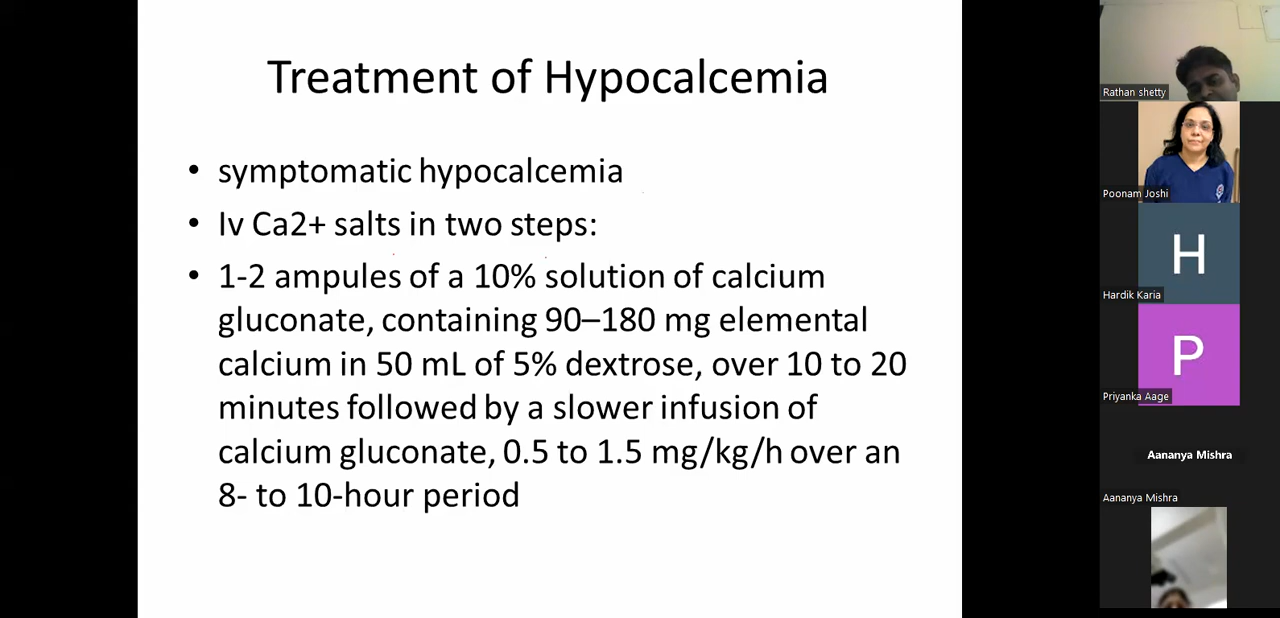 Treatment of Hypocalcemia
• symptomatic hypocalcemia
• Iv Ca2+ salts in two steps:
• 1-2 ampules of a 10% solution of calcium
gluconate, containing 90–180 mg elemental
calcium in 50 mL of 5% dextrose, over 10 to 20
minutes followed by a slower infusion of
calcium gluconate, 0.5 to 1.5 mg/kg/h over an
8- to 10-hour period
Rathan shetty
Poonam Joshi
H
Hardik Karia
P
Priyanka Aage
Aananya Mishra
Aananya Mishra